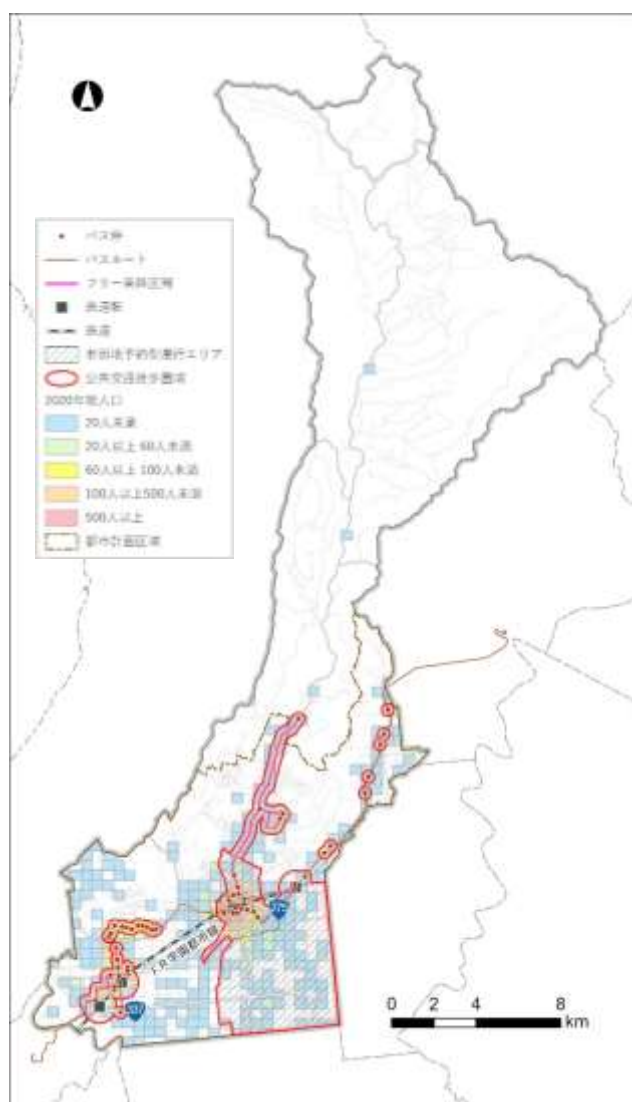 バス停
バスルート
フリー乗降区間
鉄道駅
鉄道
市街地予約型運行エリア
公共交通徒歩圏域
2020年総人口
20人未満
20人以上 60人未満
60人以上 100人未満
100人以上500人未満
500人以上
都市計画区域
275
JR学園都市線
337
0 2 4 8
km